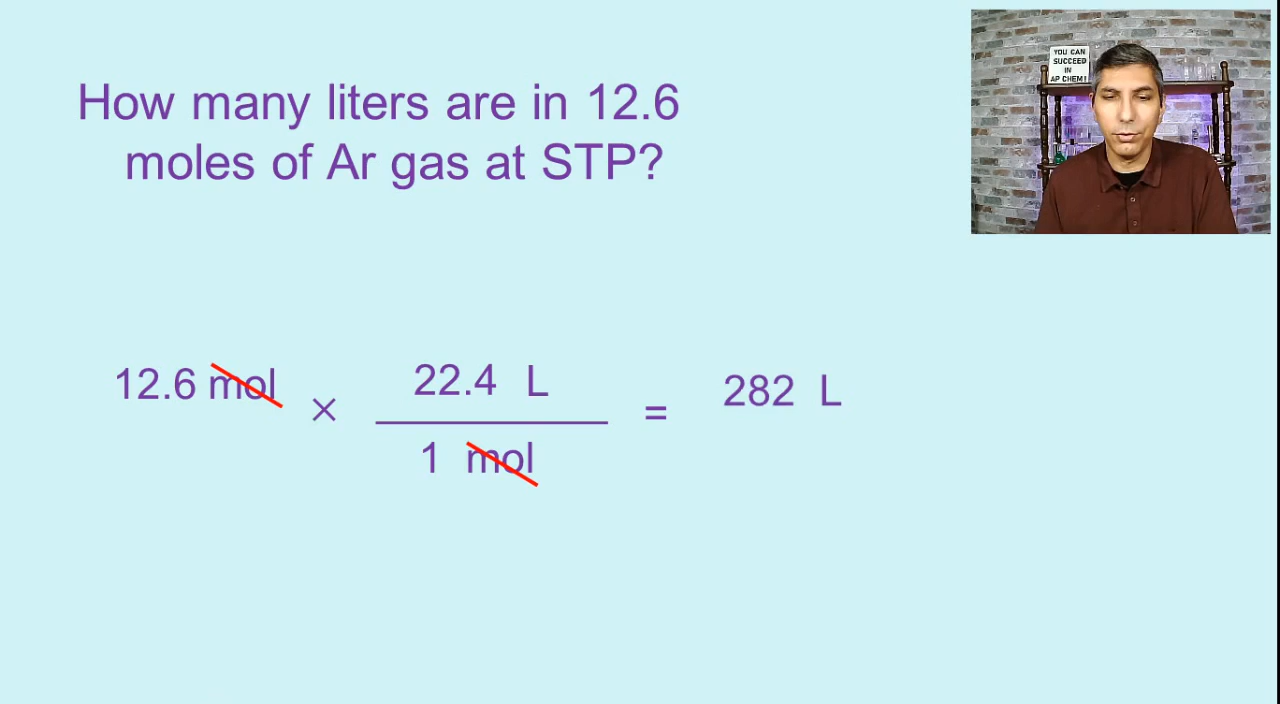 How many liters are in 12.6
moles of Ar gas at STP?
YOU CAN
SUCCEED
IN
AP CHEM!
12.6 mol × 22.4 L = 282 L
1 mol